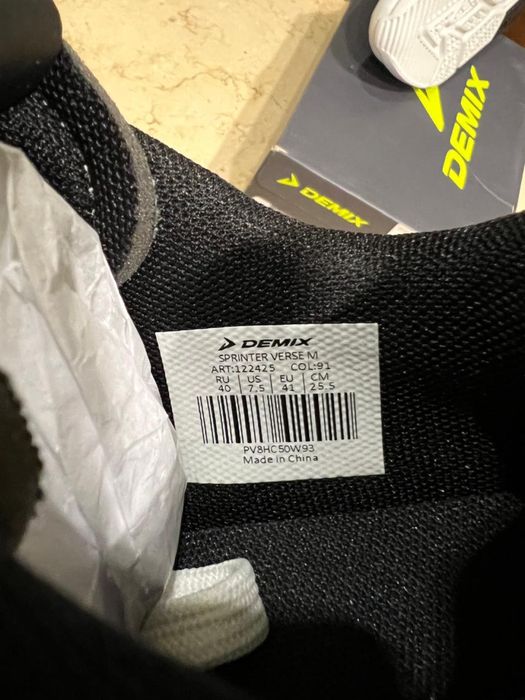 DEMIX
DEMIX
DEMIX
SPRINTER VERSE M
ART:122425 COL:91
RU US EU CM
40 7.5 41 25.5
PV8HC50W93
Made in China